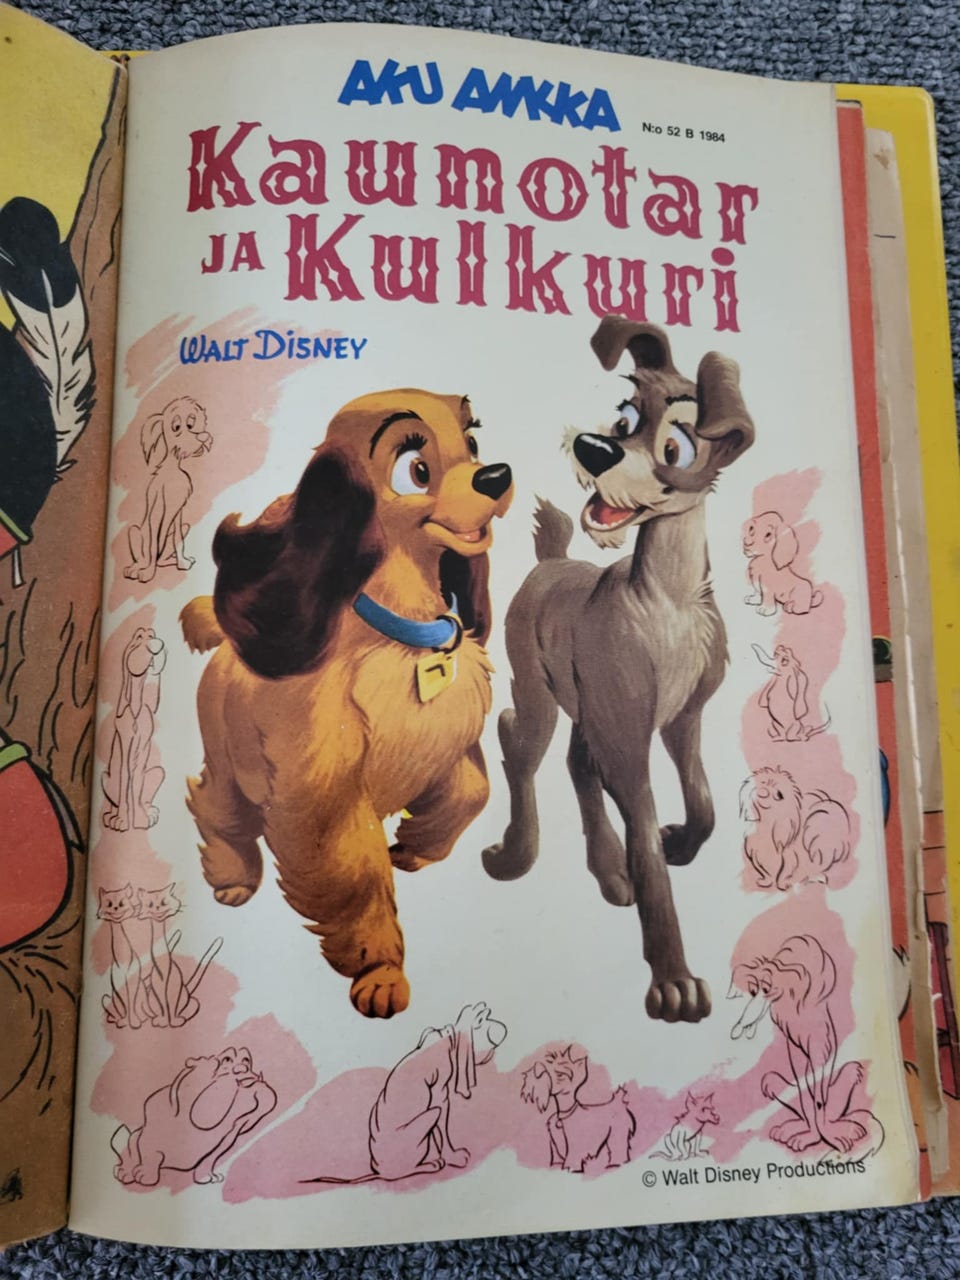 AKU ANKKA
N:o 52 B 1984
Kaunotar
JA Kulkuri
WALT DISNEY
© Walt Disney Productions